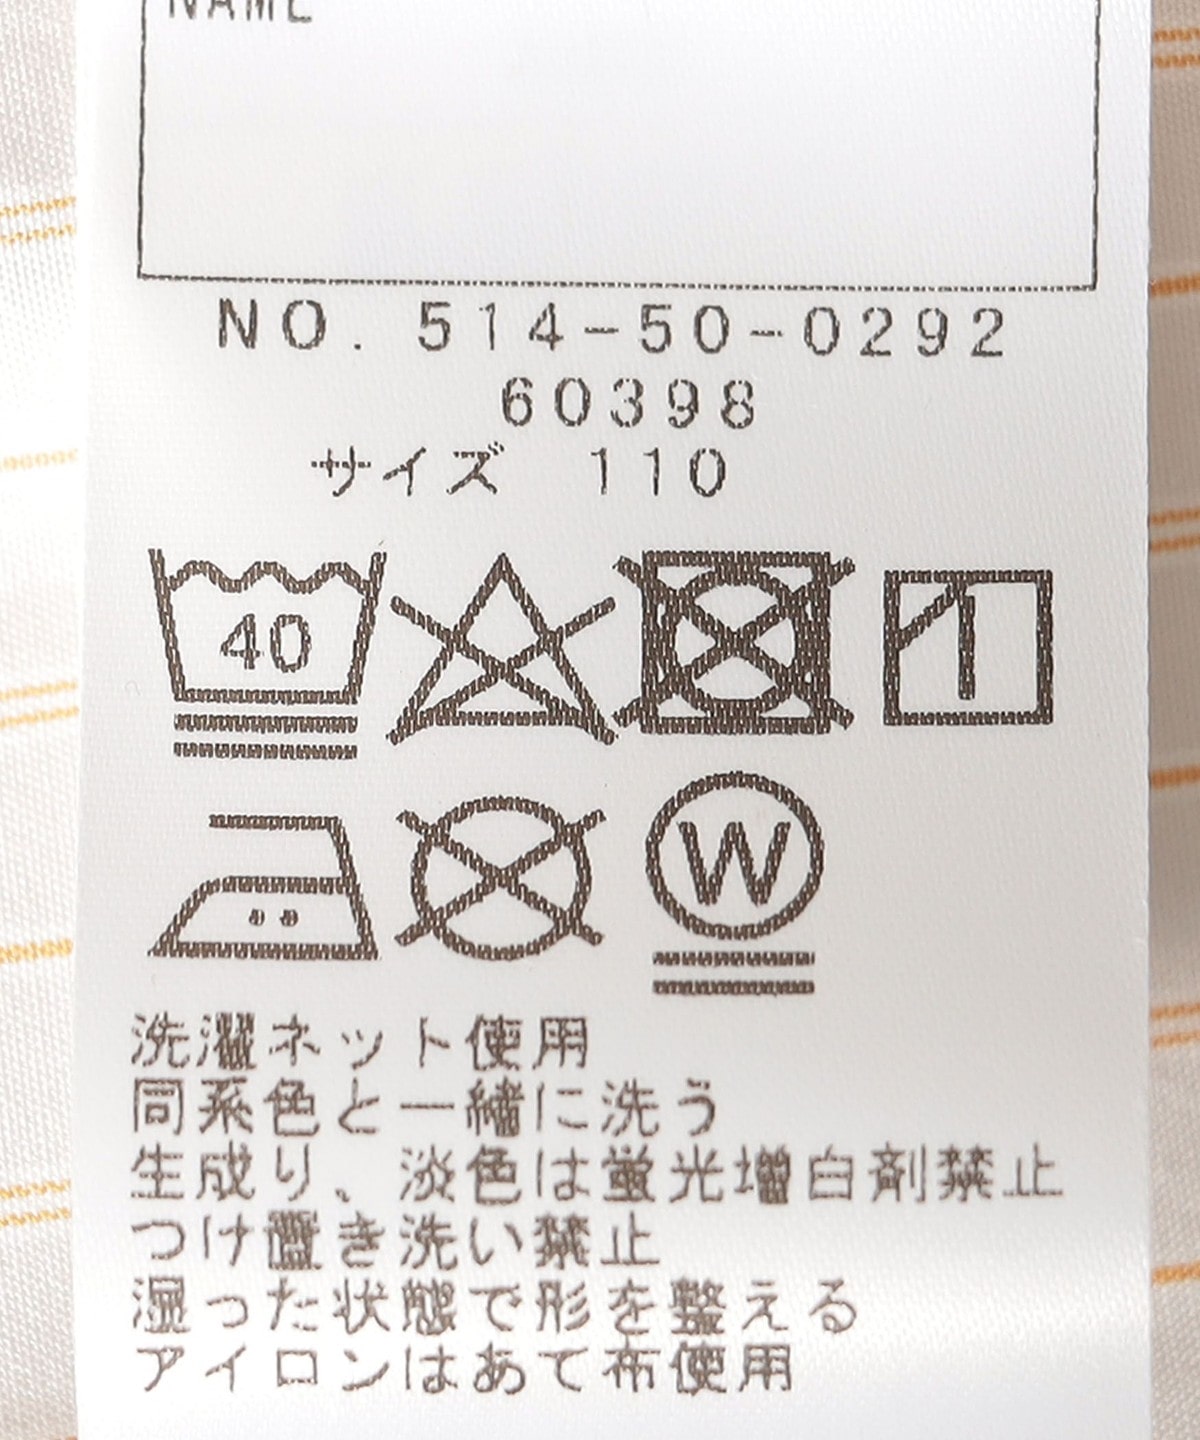 NAME
NO. 514-50-0292
60398
サイズ 110
40
W
洗濯ネット使用
同系色と一緒に洗う
生成り、淡色は蛍光増白剤禁止
つけ置き洗い禁止
湿った状態で形を整える
アイロンはあて布使用